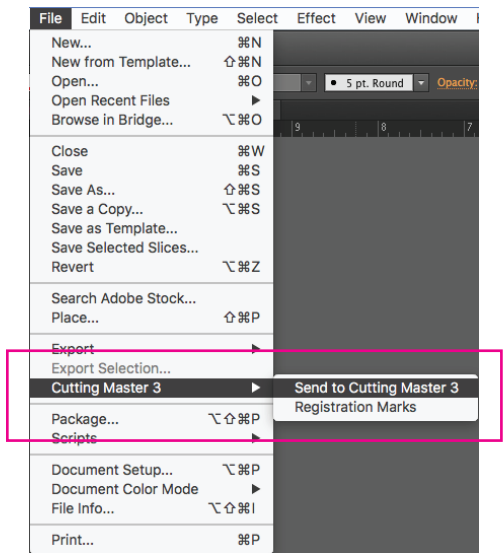 File Edit Object Type Select Effect View Window
New... ⌘N
New from Template... ⇧⌘N
Open... ⌘O
Open Recent Files ▶
Browse in Bridge... ⌥⌘O
5 pt. Round Opacity:
9 8 7
Close ⌘W
Save ⌘S
Save As... ⇧⌘S
Save a Copy... ⌥⌘S
Save as Template...
Save Selected Slices...
Revert ⌥⌘Z
Search Adobe Stock...
Place... ⇧⌘P
Export ▶
Export Selection...
Cutting Master 3 ▶
Send to Cutting Master 3
Registration Marks
Package... ⌥⇧⌘P
Scripts ▶
Document Setup... ⌥⌘P
Document Color Mode ▶
File Info... ⌥⇧⌘I
Print... ⌘P